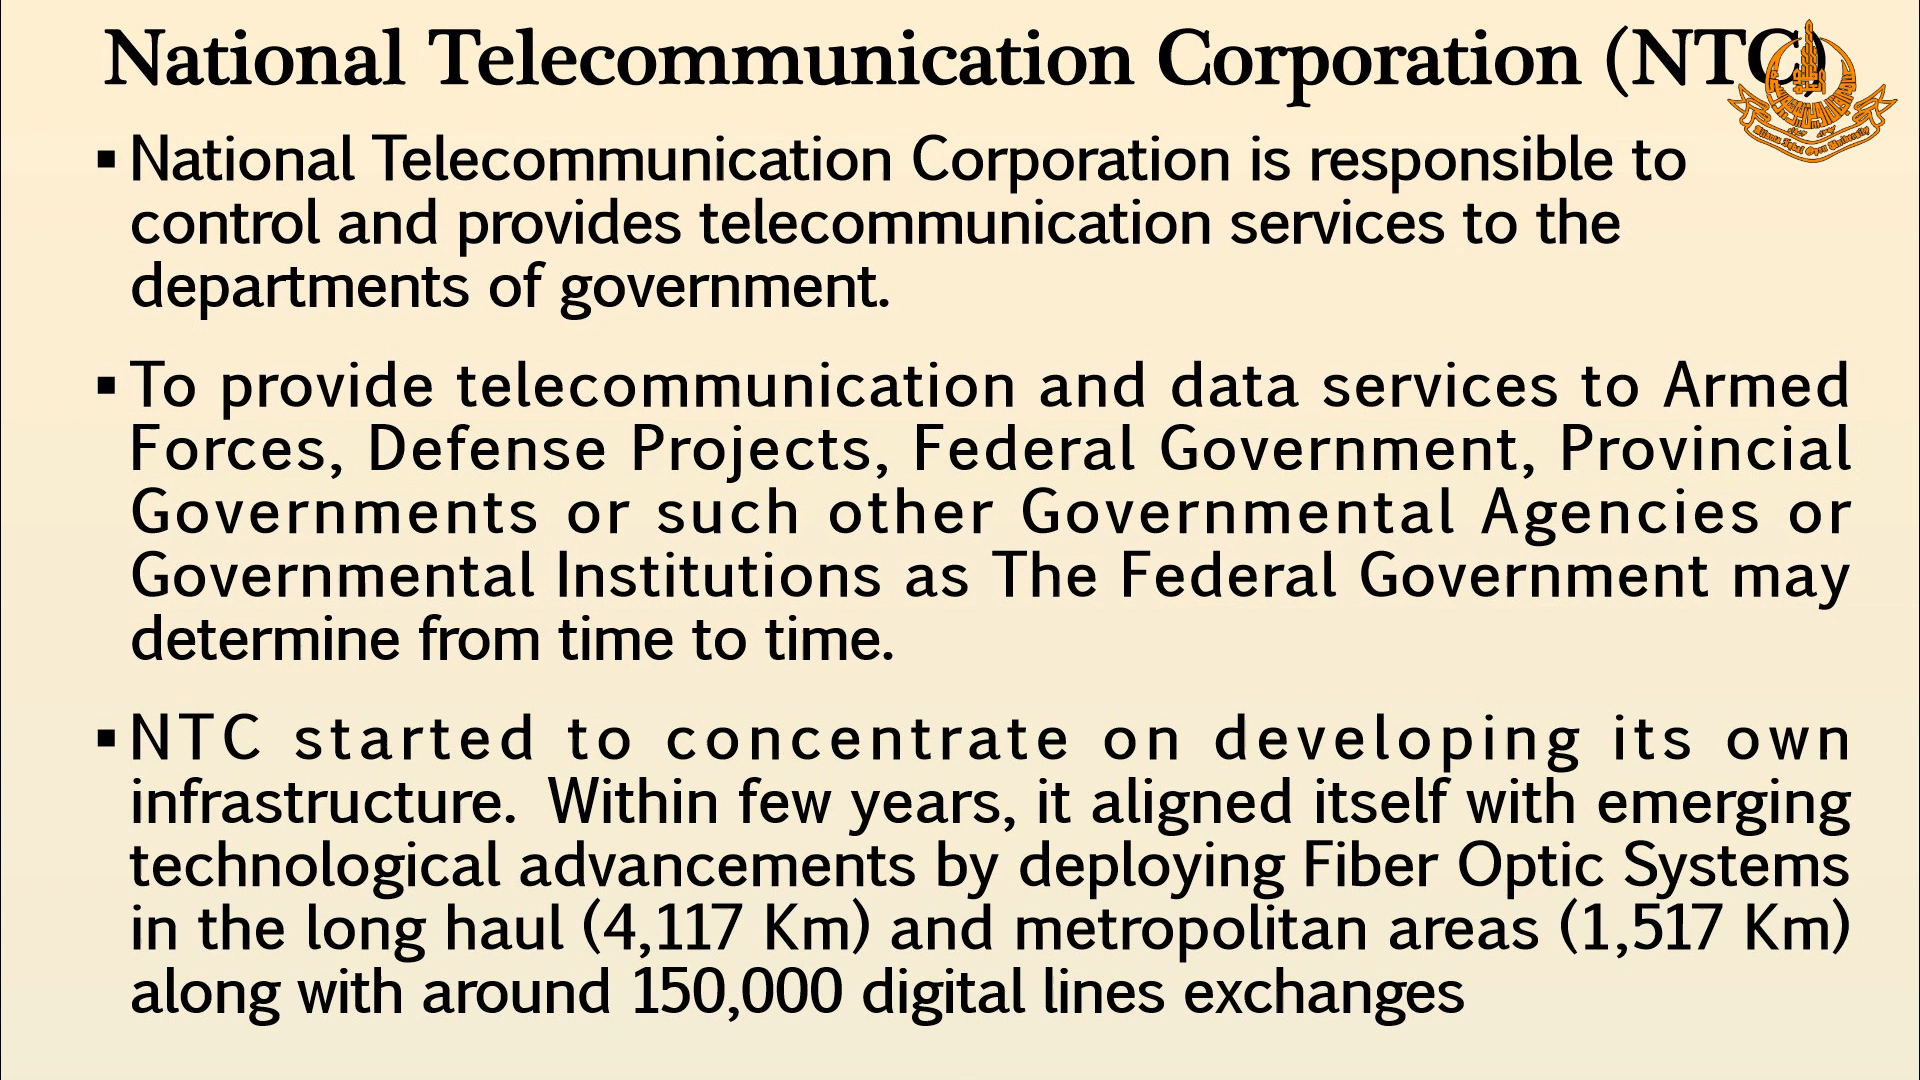 National Telecommunication Corporation (NTC)
▪ National Telecommunication Corporation is responsible to
control and provides telecommunication services to the
departments of government.
▪ To provide telecommunication and data services to Armed
Forces, Defense Projects, Federal Government, Provincial
Governments or such other Governmental Agencies or
Governmental Institutions as The Federal Government may
determine from time to time.
▪ NTC started to concentrate on developing its own
infrastructure. Within few years, it aligned itself with emerging
technological advancements by deploying Fiber Optic Systems
in the long haul (4,117 Km) and metropolitan areas (1,517 Km)
along with around 150,000 digital lines exchanges
Allama Iqbal Open University